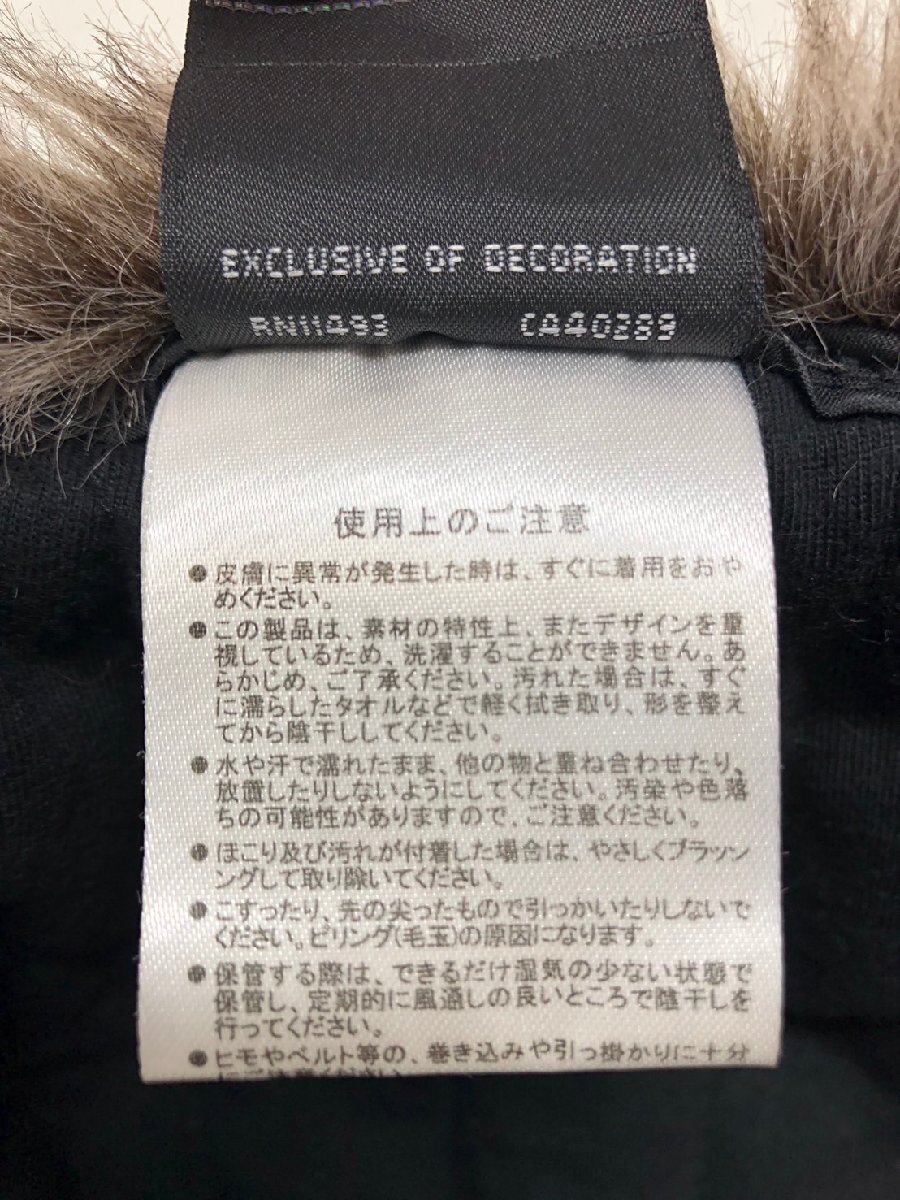 EXCLUSIVE OF DECORATION
RN11493 CA40289
使用上のご注意
● 皮膚に異常が発生した時は、すぐに着用をおや
めください。
● この製品は、素材の特性上、またデザインを重
視しているため、洗濯することができません。あ
らかじめ、ご了承ください。汚れた場合は、すぐ
に濡らしたタオルなどで軽く拭き取り、形を整え
てから陰干ししてください。
● 水や汗で濡れたまま、他の物と重ね合わせたり、
放置したりしないようにしてください。汚染や色落
ちの可能性がありますので、ご注意ください。
● ほこり及び汚れが付着した場合は、やさしくブラッシ
ングして取り除いてください。
● こすったり、先の尖ったもので引っかいたりしないで
ください。ピリング(毛玉)の原因になります。
● 保管する際は、できるだけ湿気の少ない状態で
保管し、定期的に風通しの良いところで陰干しを
行ってください。
● ヒモやベルト等の、巻き込みや引っ掛かりに十分
にご注意ください。